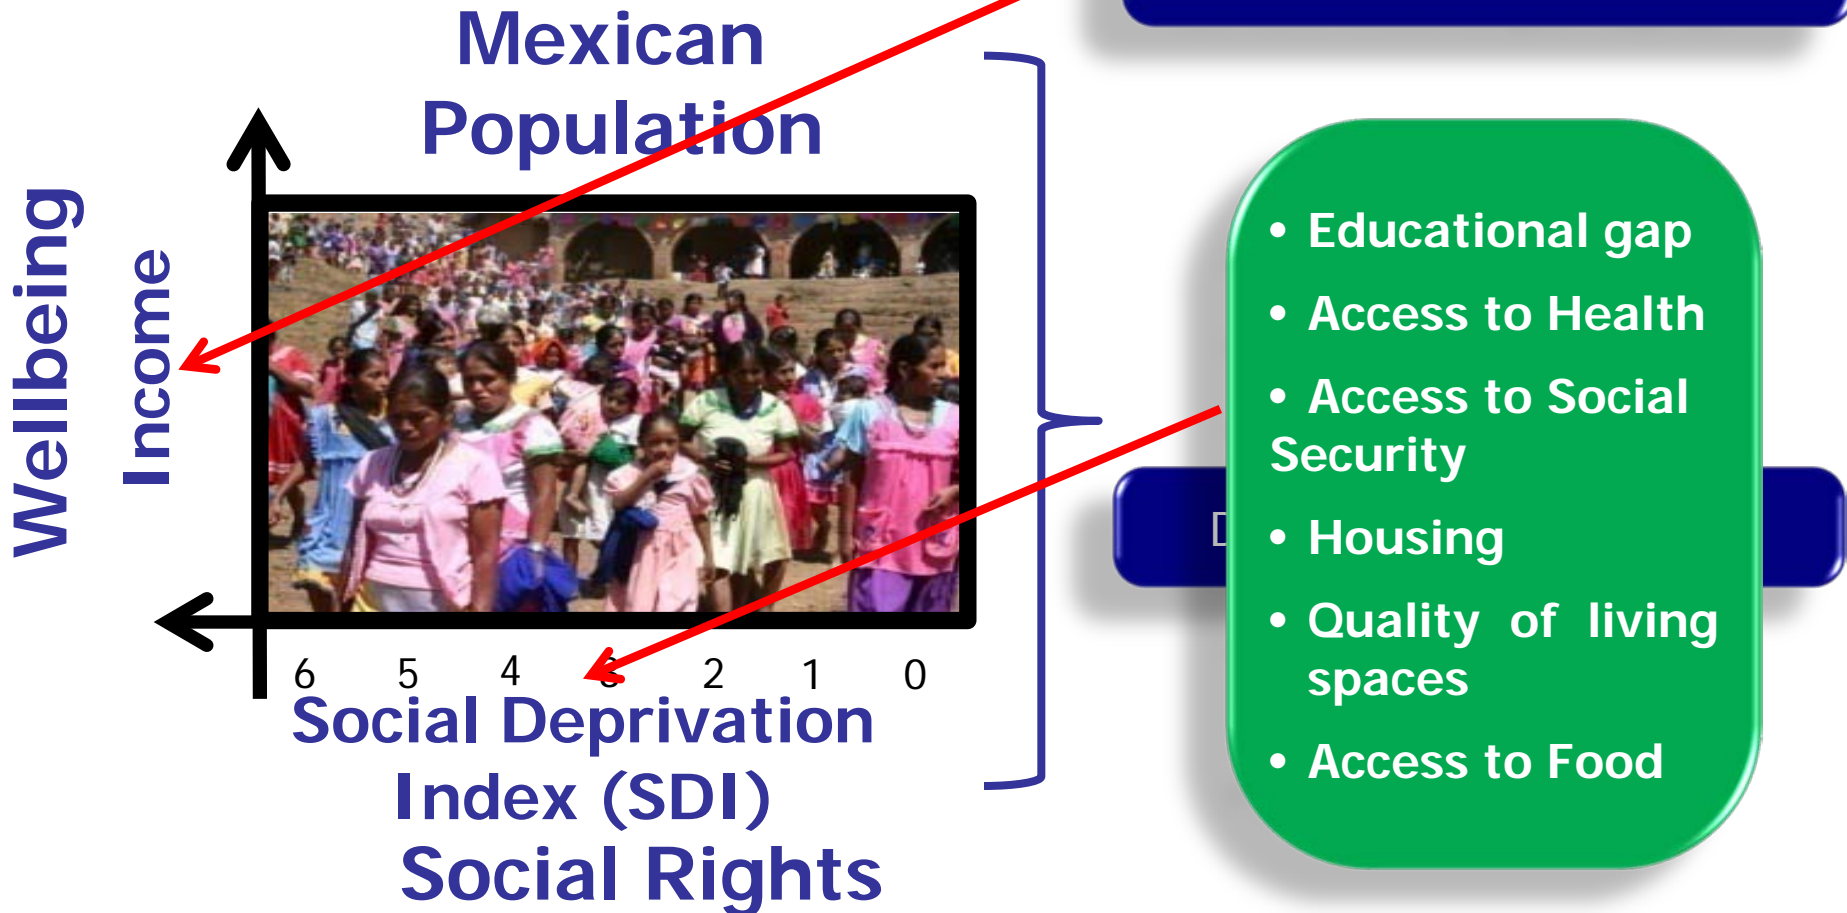 Mexican
Population
Wellbeing
Income
6 5 4 3 2 1 0
Social Deprivation
Index (SDI)
Social Rights
• Educational gap
• Access to Health
• Access to Social
Security
• Housing
• Quality of living
spaces
• Access to Food